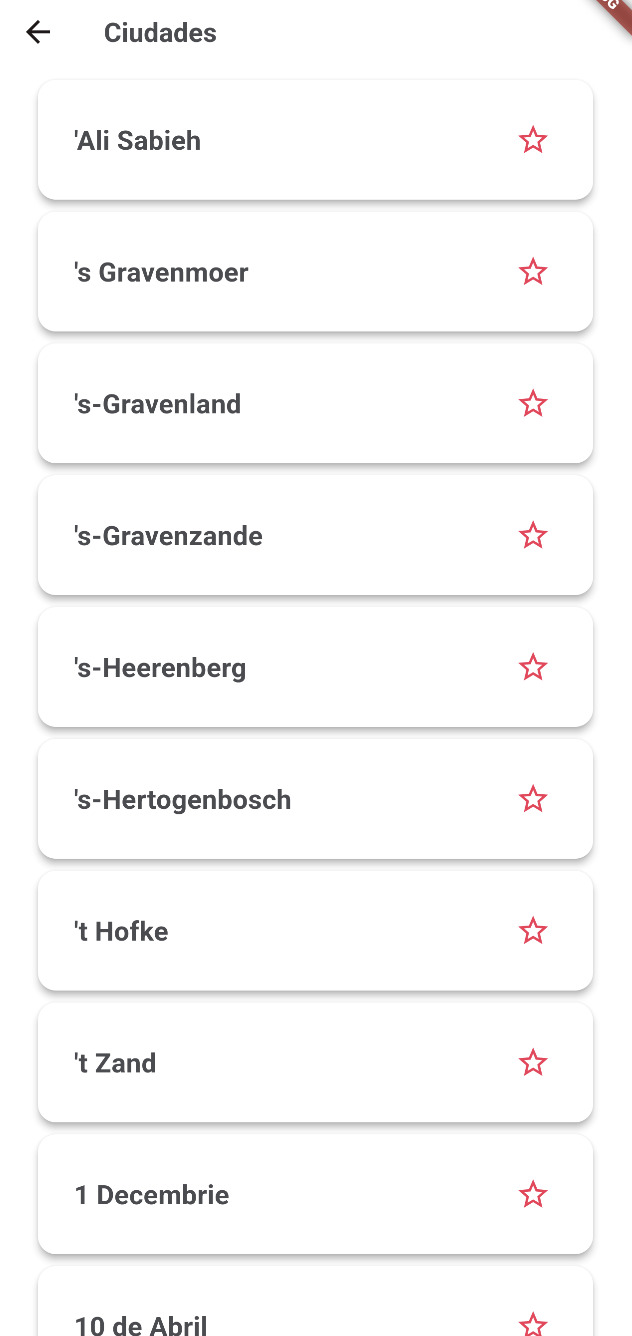 Ciudades
'Ali Sabieh
's Gravenmoer
's-Gravenland
's-Gravenzande
's-Heerenberg
's-Hertogenbosch
't Hofke
't Zand
1 Decembrie
10 de Abril